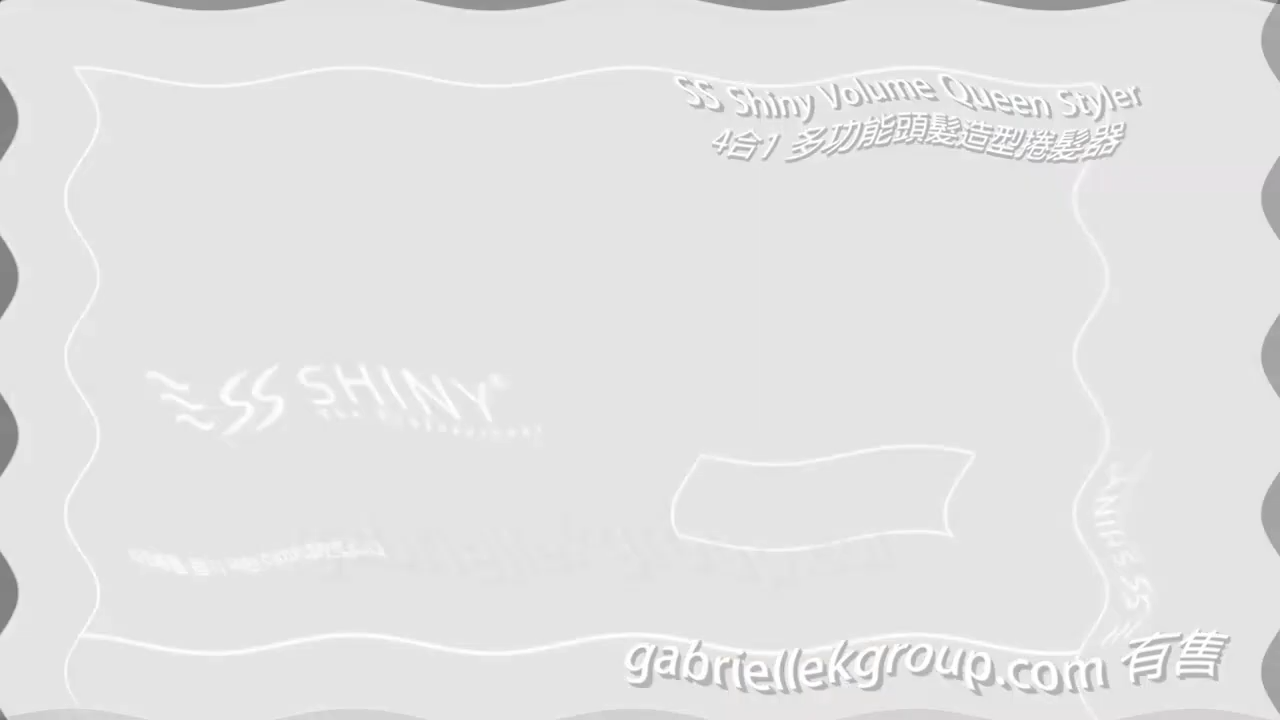 SS Shiny Volume Queen Styler
4合1 多功能頭髮造型捲髮器
SS SHINY
SS SHINY
gabriellekgroup.com 有售